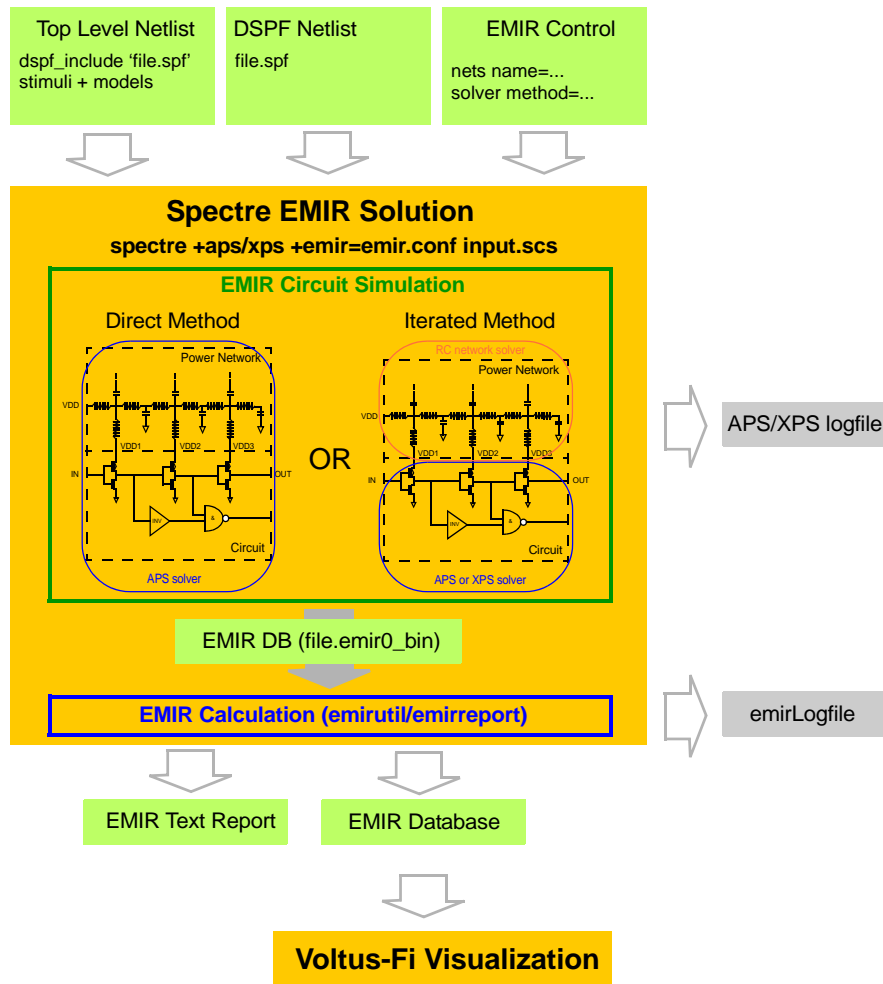 Top Level Netlist
dspf_include ‘file.spf’
stimuli + models
DSPF Netlist
file.spf
EMIR Control
nets name=...
solver method=...
Spectre EMIR Solution
spectre +aps/xps +emir=emir.conf input.scs
EMIR Circuit Simulation
Direct Method
Power Network
VDD
VDD1
VDD2
VDD3
IN
OUT
INV
&
Circuit
APS solver
OR
Iterated Method
RC network solver
Power Network
VDD
VDD1
VDD2
VDD3
IN
OUT
INV
&
Circuit
APS or XPS solver
APS/XPS logfile
EMIR DB (file.emir0_bin)
EMIR Calculation (emirutil/emirreport)
emirLogfile
EMIR Text Report
EMIR Database
Voltus-Fi Visualization